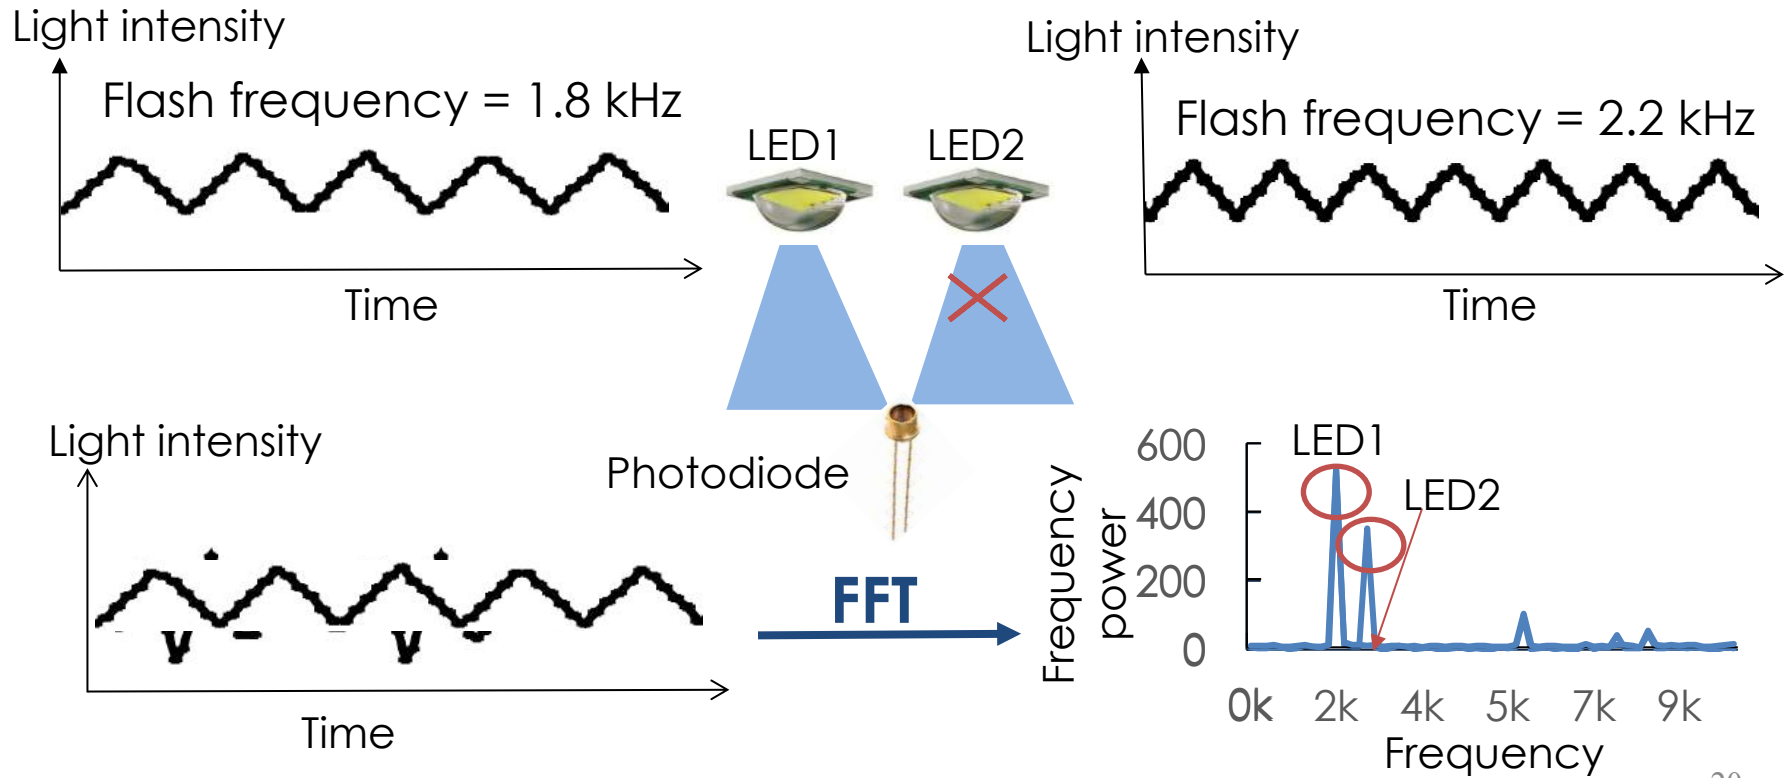 Light intensity
Flash frequency = 1.8 kHz
Time
LED1
LED2
Light intensity
Flash frequency = 2.2 kHz
Time
Light intensity
Time
Photodiode
FFT
Frequency
power
600
400
200
0
LED1
LED2
0k 2k 4k 5k 7k 9k
Frequency
20